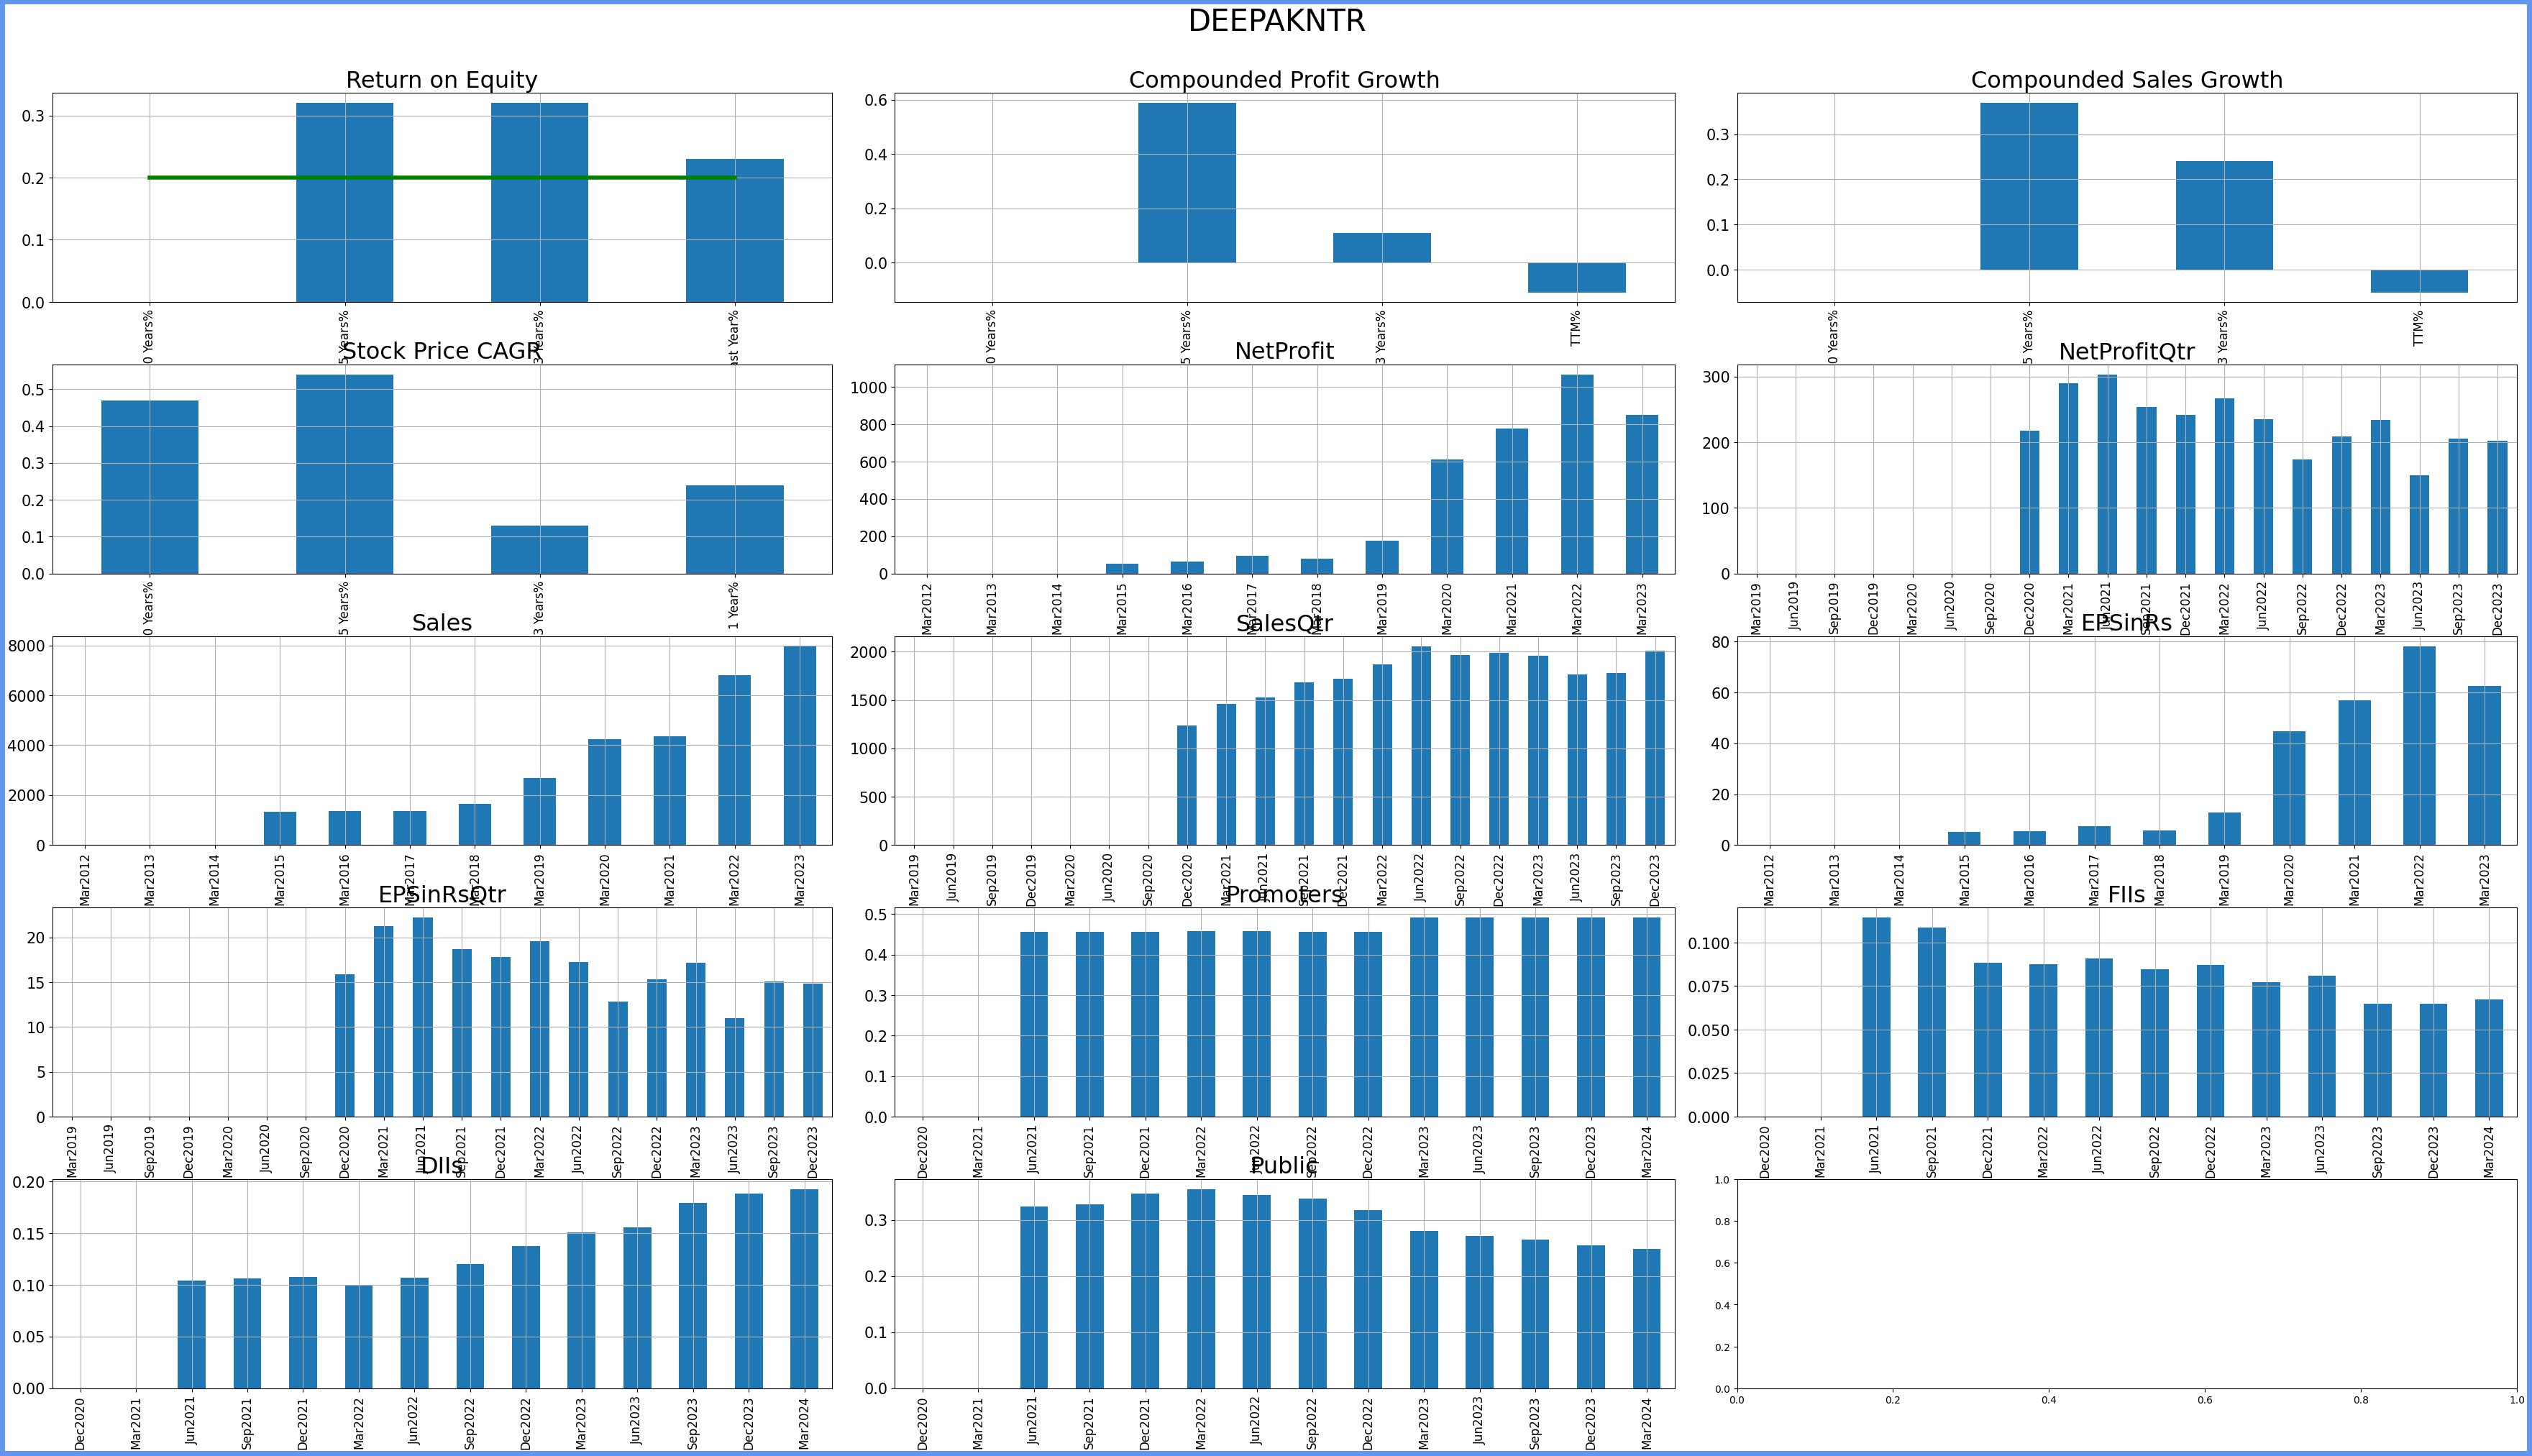 DEEPAKNTR
Return on Equity
0.3
0.2
0.1
0.0
0 Years%
5 Years%
3 Years%
ast Year%
Compounded Profit Growth
0.6
0.4
0.2
0.0
0 Years%
5 Years%
3 Years%
TTM%
Compounded Sales Growth
0.3
0.2
0.1
0.0
0 Years%
5 Years%
3 Years%
TTM%
Stock Price CAGR
0.5
0.4
0.3
0.2
0.1
0.0
0 Years%
5 Years%
3 Years%
1 Year%
NetProfit
1000
800
600
400
200
0
Mar2012
Mar2013
Mar2014
Mar2015
Mar2016
Mar2017
Mar2018
Mar2019
Mar2020
Mar2021
Mar2022
Mar2023
NetProfitQtr
300
200
100
0
Mar2019
Jun2019
Sep2019
Dec2019
Mar2020
Jun2020
Sep2020
Dec2020
Mar2021
Jun2021
Sep2021
Dec2021
Mar2022
Jun2022
Sep2022
Dec2022
Mar2023
Jun2023
Sep2023
Dec2023
Sales
8000
6000
4000
2000
0
Mar2012
Mar2013
Mar2014
Mar2015
Mar2016
Mar2017
Mar2018
Mar2019
Mar2020
Mar2021
Mar2022
Mar2023
SalesQtr
2000
1500
1000
500
0
Mar2019
Jun2019
Sep2019
Dec2019
Mar2020
Jun2020
Sep2020
Dec2020
Mar2021
Jun2021
Sep2021
Dec2021
Mar2022
Jun2022
Sep2022
Dec2022
Mar2023
Jun2023
Sep2023
Dec2023
EPSinRs
80
60
40
20
0
Mar2012
Mar2013
Mar2014
Mar2015
Mar2016
Mar2017
Mar2018
Mar2019
Mar2020
Mar2021
Mar2022
Mar2023
EPSinRsQtr
20
15
10
5
0
Mar2019
Jun2019
Sep2019
Dec2019
Mar2020
Jun2020
Sep2020
Dec2020
Mar2021
Jun2021
Sep2021
Dec2021
Mar2022
Jun2022
Sep2022
Dec2022
Mar2023
Jun2023
Sep2023
Dec2023
Promoters
0.5
0.4
0.3
0.2
0.1
0.0
Dec2020
Mar2021
Jun2021
Sep2021
Dec2021
Mar2022
Jun2022
Sep2022
Dec2022
Mar2023
Jun2023
Sep2023
Dec2023
Mar2024
FIIs
0.100
0.075
0.050
0.025
0.000
Dec2020
Mar2021
Jun2021
Sep2021
Dec2021
Mar2022
Jun2022
Sep2022
Dec2022
Mar2023
Jun2023
Sep2023
Dec2023
Mar2024
DIIs
0.20
0.15
0.10
0.05
0.00
Dec2020
Mar2021
Jun2021
Sep2021
Dec2021
Mar2022
Jun2022
Sep2022
Dec2022
Mar2023
Jun2023
Sep2023
Dec2023
Mar2024
Public
0.3
0.2
0.1
0.0
Dec2020
Mar2021
Jun2021
Sep2021
Dec2021
Mar2022
Jun2022
Sep2022
Dec2022
Mar2023
Jun2023
Sep2023
Dec2023
Mar2024
1.0
0.8
0.6
0.4
0.2
0.0
0.0
0.2
0.4
0.6
0.8
1.0